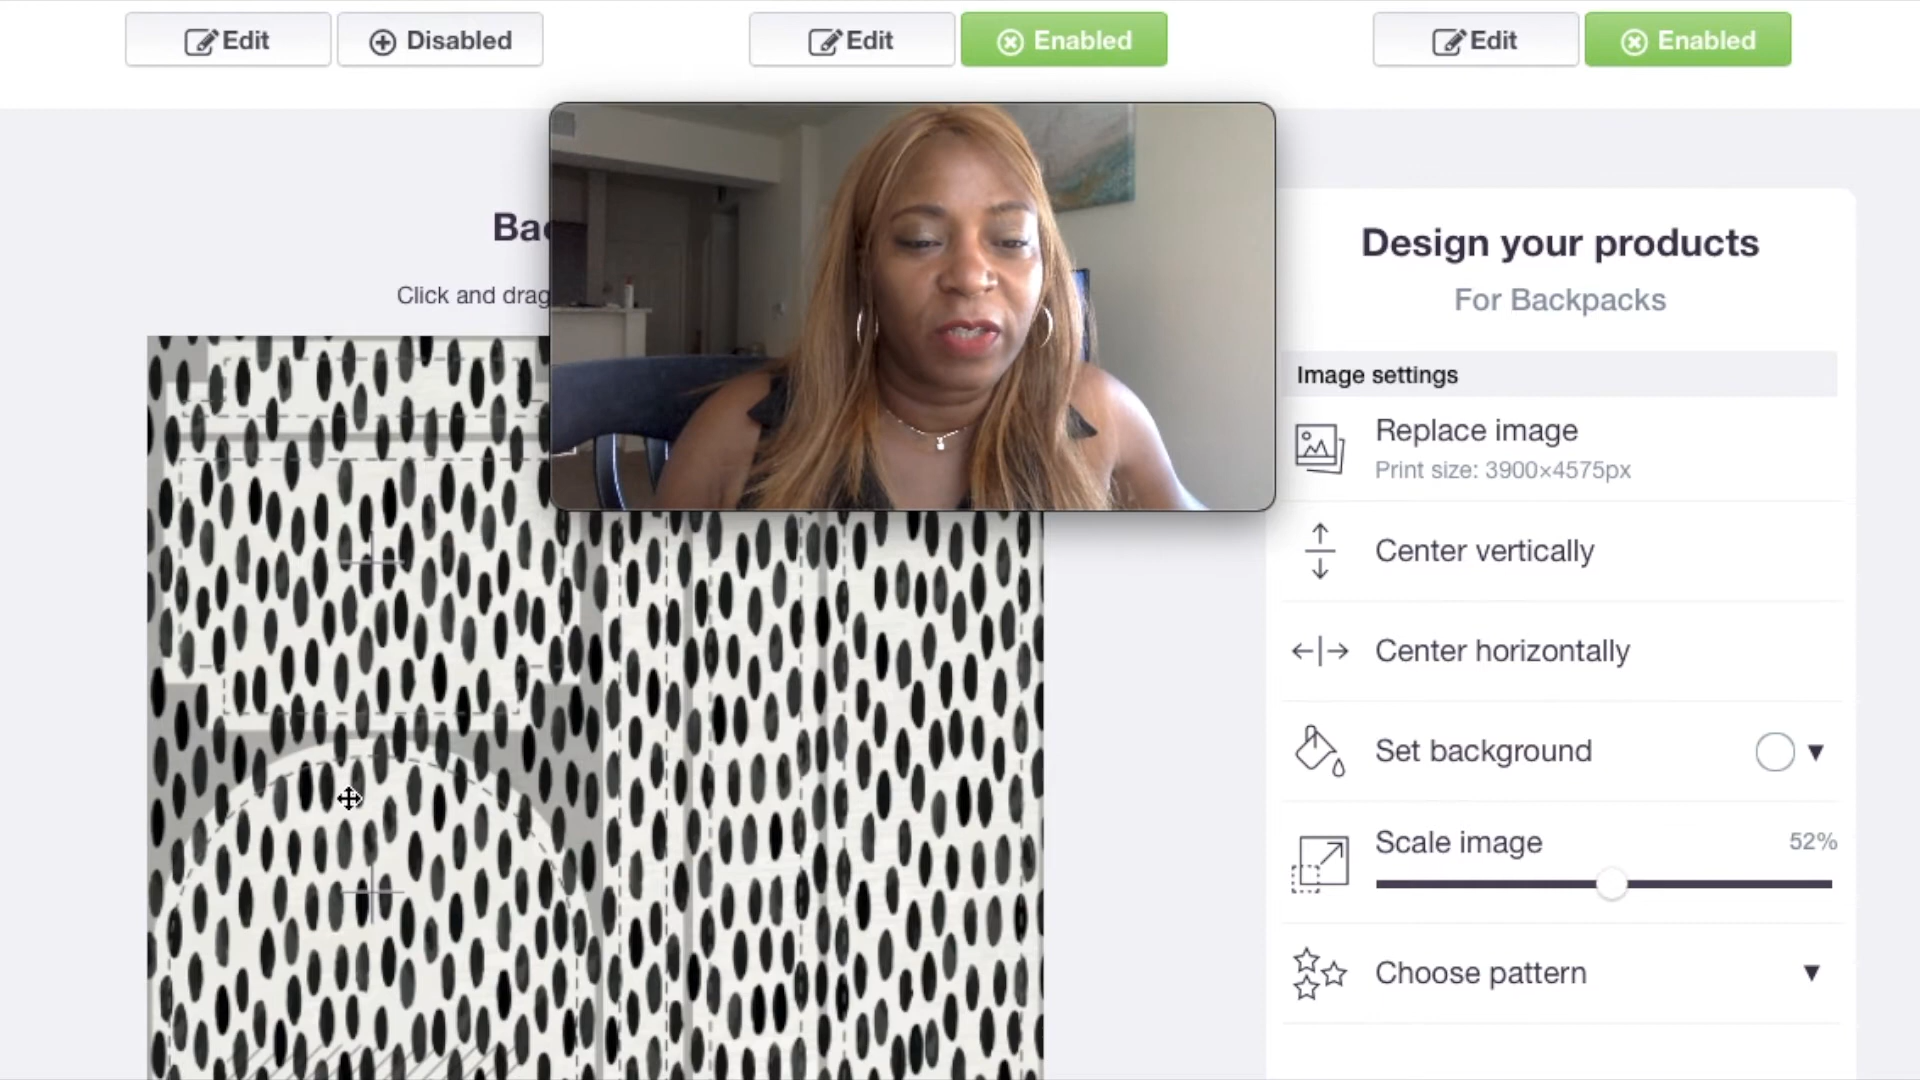 Edit
Disabled
Edit
Enabled
Edit
Enabled
Click and drag
Design your products
For Backpacks
Image settings
Replace image
Print size: 3900×4575px
Center vertically
Center horizontally
Set background
Scale image
52%
Choose pattern